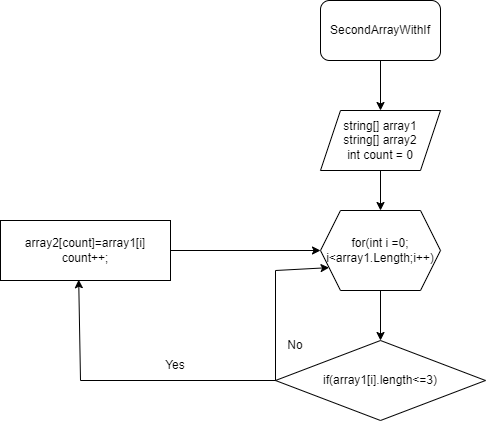 SecondArrayWithIf
string[] array1
string[] array2
int count = 0
for(int i =0;
i<array1.Length;i++)
array2[count]=array1[i]
count++;
No
Yes
if(array1[i].length<=3)